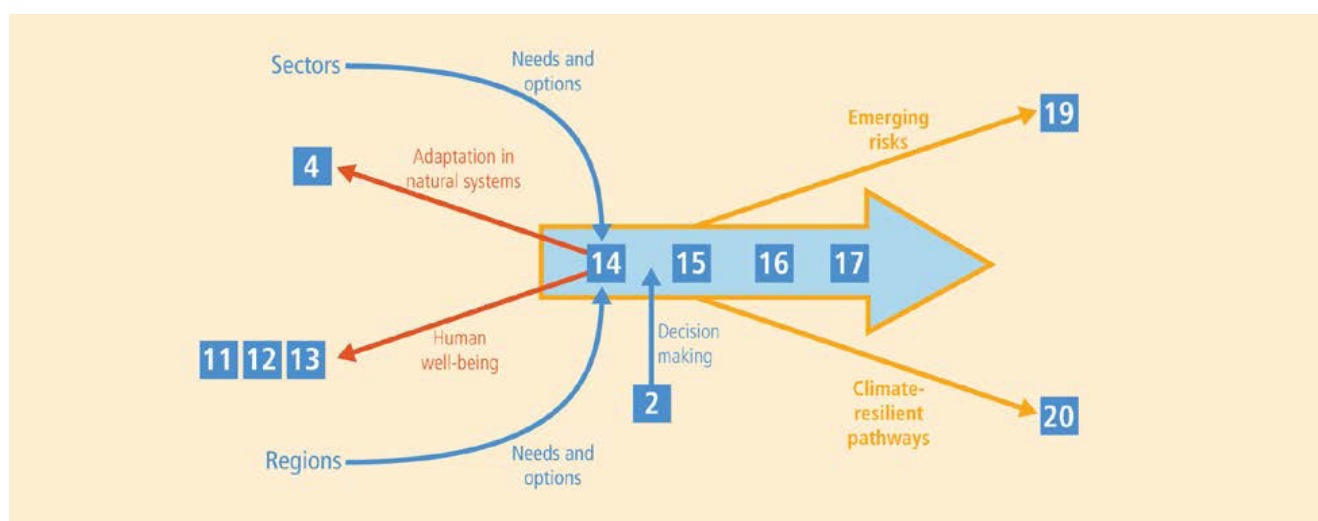 Sectors
Needs and
options
19
Emerging
risks
4
Adaptation in
natural systems
14 15 16 17
11 12 13
Human
well-being
Decision
making
2
Climate-
resilient
pathways
20
Regions
Needs and
options